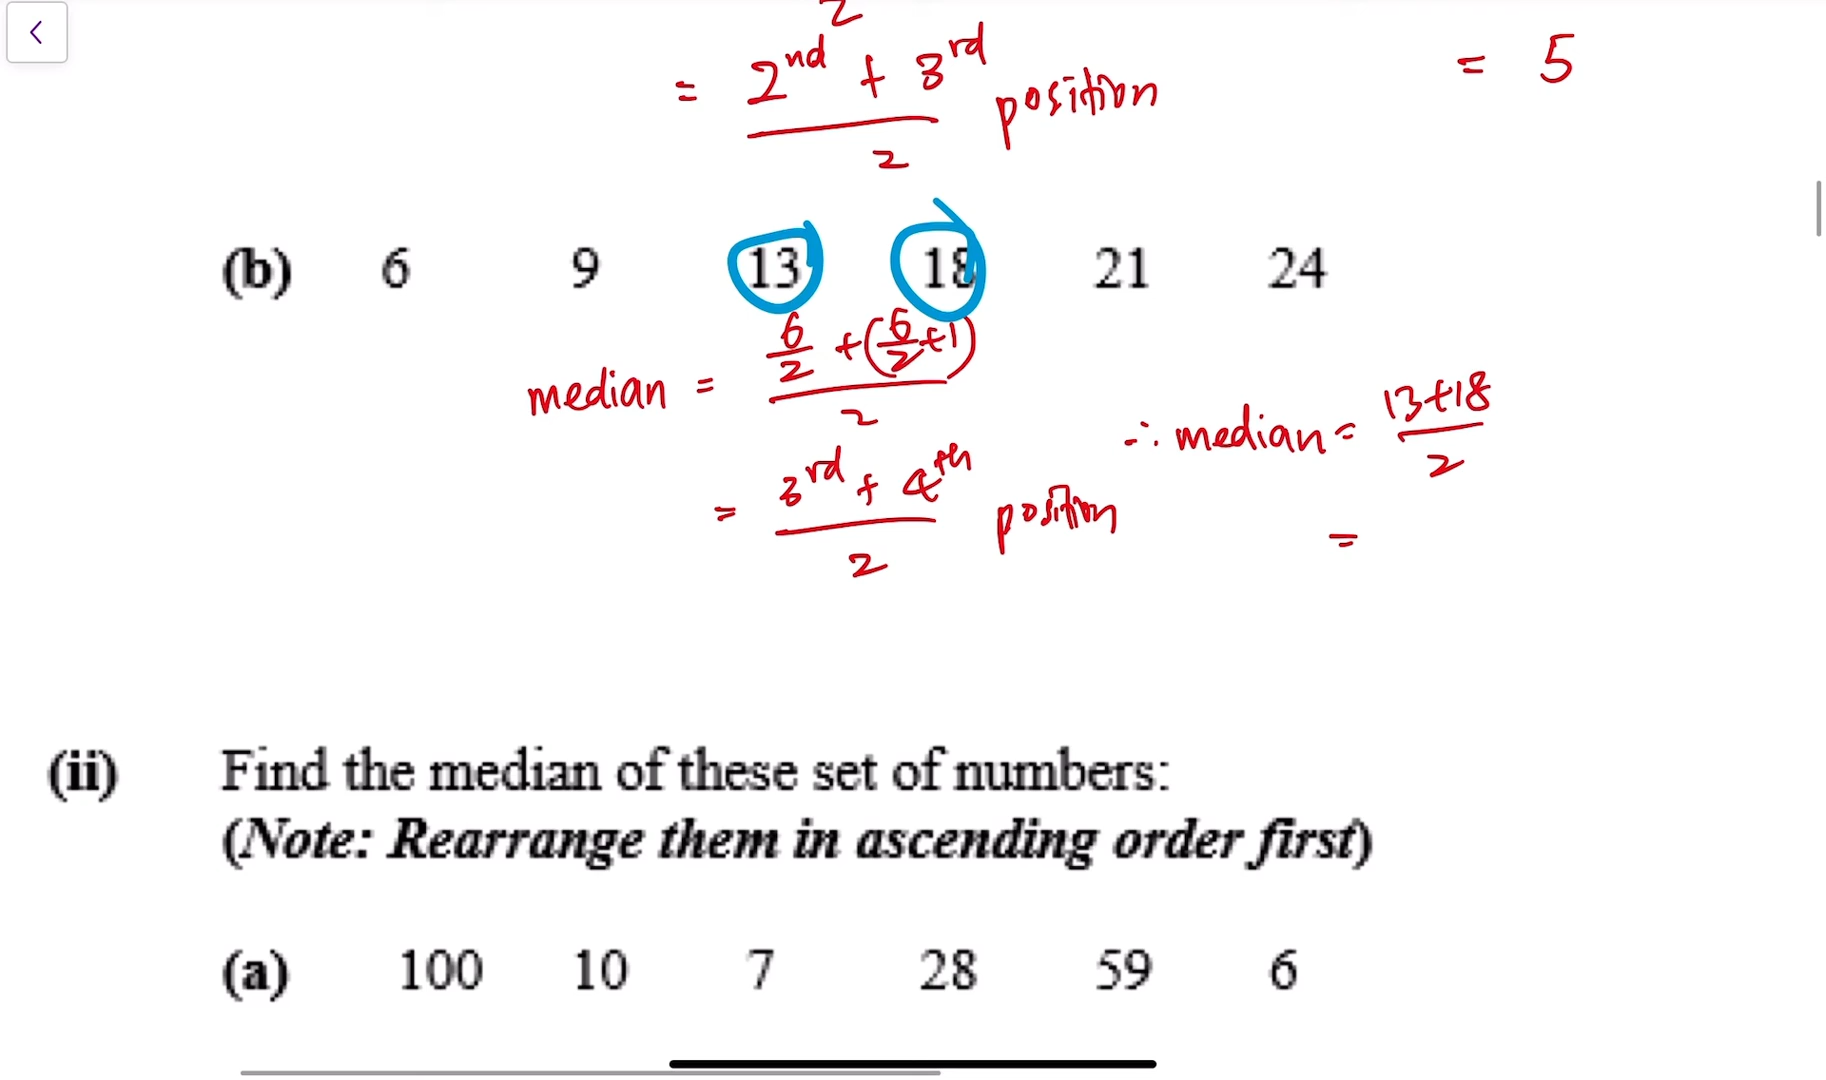 2
= 2nd + 3rd / 2 position
= 5
(b) 6 9 13 18 21 24
median = 6/2 + (6/2 + 1) / 2
= 3rd + 4th / 2 position
∴ median = 13+18 / 2
=
(ii) Find the median of these set of numbers:
(Note: Rearrange them in ascending order first)
(a) 100 10 7 28 59 6